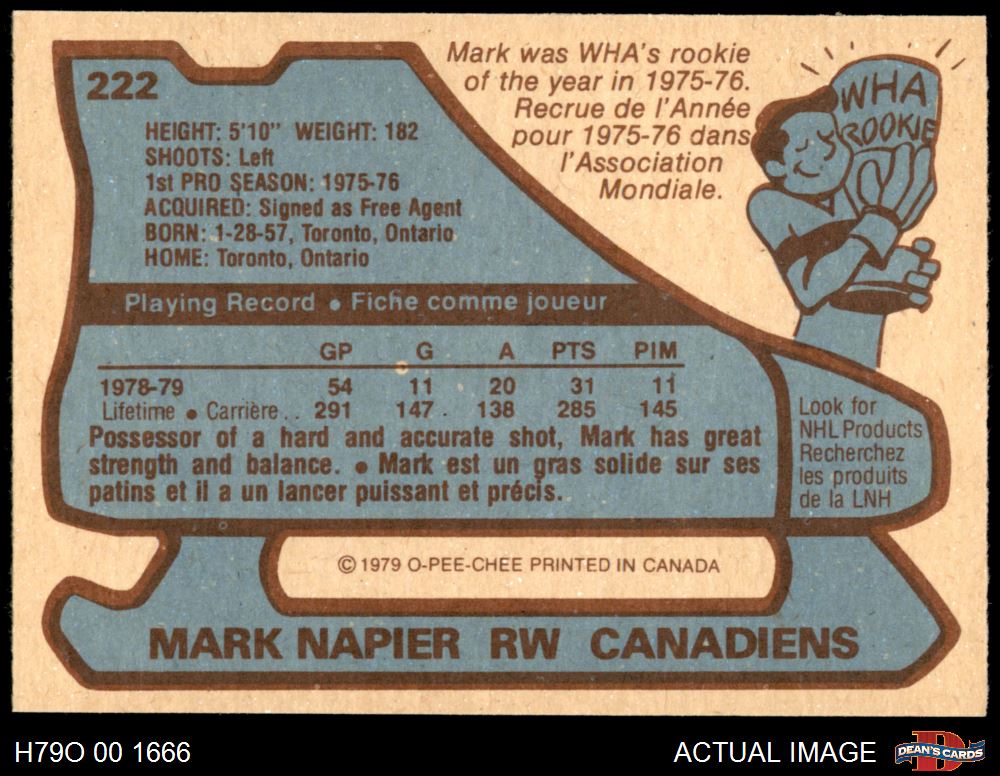 222
Mark was WHA's rookie
of the year in 1975-76.
Recrue de l'Année
pour 1975-76 dans
l'Association
Mondiale.
WHA
ROOKIE
HEIGHT: 5'10" WEIGHT: 182
SHOOTS: Left
1st PRO SEASON: 1975-76
ACQUIRED: Signed as Free Agent
BORN: 1-28-57, Toronto, Ontario
HOME: Toronto, Ontario
Playing Record • Fiche comme joueur
GP G A PTS PIM
1978-79 54 11 20 31 11
Lifetime • Carrière . . 291 147 . 138 285 145
Possessor of a hard and accurate shot, Mark has great
strength and balance. • Mark est un gras solide sur ses
patins et il a un lancer puissant et précis.
Look for
NHL Products
Recherchez
les produits
de la LNH
© 1979 O-PEE-CHEE PRINTED IN CANADA
MARK NAPIER RW CANADIENS
H79O 00 1666
ACTUAL IMAGE
DEAN'S CARDS